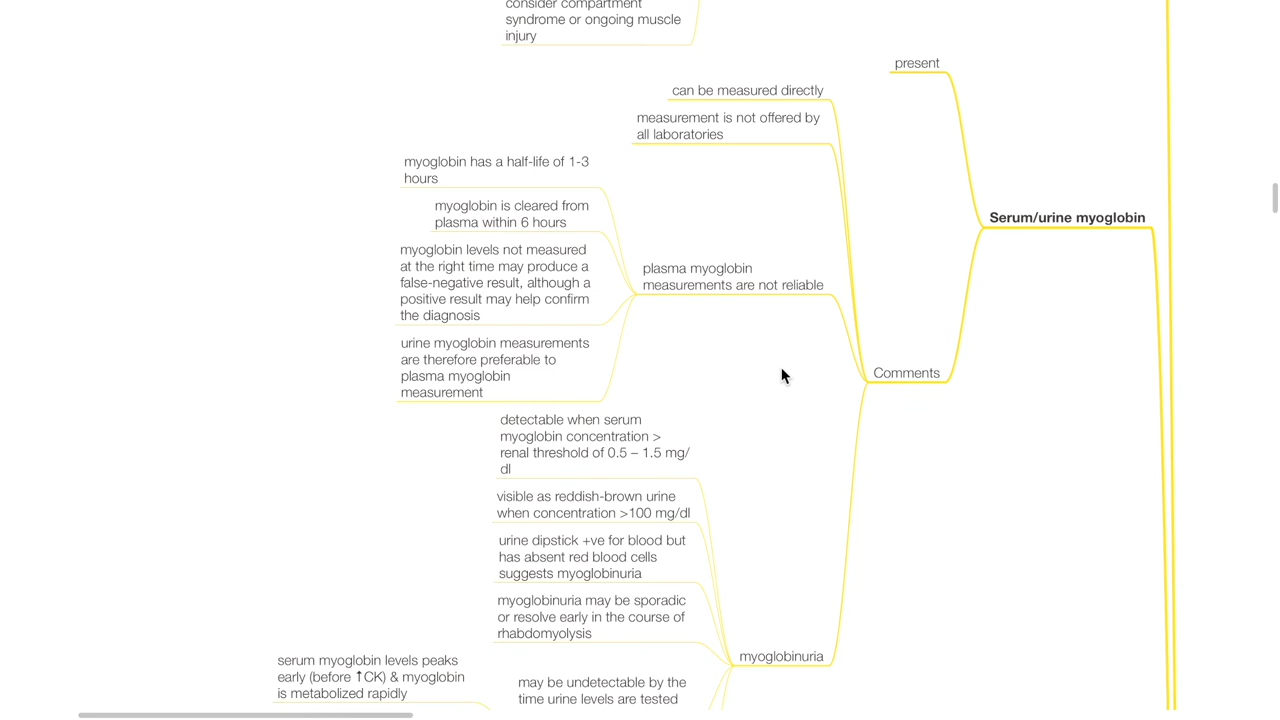 consider compartment
syndrome or ongoing muscle
injury
present
can be measured directly
measurement is not offered by
all laboratories
myoglobin has a half-life of 1-3
hours
myoglobin is cleared from
plasma within 6 hours
myoglobin levels not measured
at the right time may produce a
false-negative result, although a
positive result may help confirm
the diagnosis
urine myoglobin measurements
are therefore preferable to
plasma myoglobin
measurement
plasma myoglobin
measurements are not reliable
Serum/urine myoglobin
Comments
detectable when serum
myoglobin concentration >
renal threshold of 0.5 – 1.5 mg/
dl
visible as reddish-brown urine
when concentration >100 mg/dl
urine dipstick +ve for blood but
has absent red blood cells
suggests myoglobinuria
myoglobinuria may be sporadic
or resolve early in the course of
rhabdomyolysis
myoglobinuria
serum myoglobin levels peaks
early (before ↑CK) & myoglobin
is metabolized rapidly
may be undetectable by the
time urine levels are tested